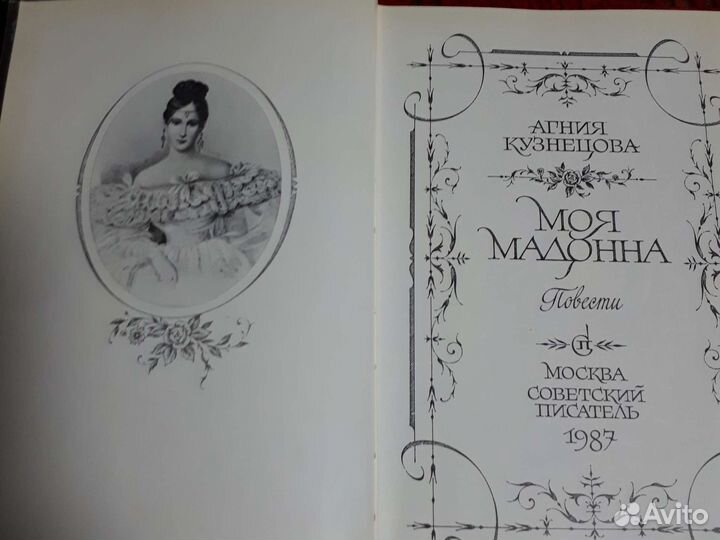 АГНИЯ
КУЗНЕЦОВА
МОЯ
МАДОННА
Повести
СП
МОСКВА
СОВЕТСКИЙ
ПИСАТЕЛЬ
1987
Avito